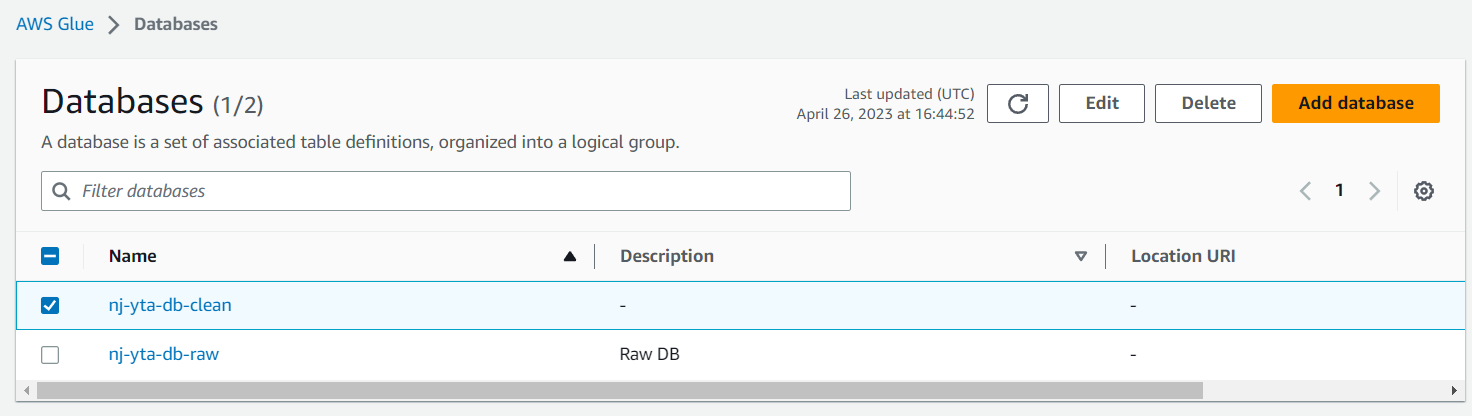 AWS Glue > Databases
Databases (1/2)
Last updated (UTC)
April 26, 2023 at 16:44:52
Edit
Delete
Add database
A database is a set of associated table definitions, organized into a logical group.
Filter databases
1
Name Description Location URI
nj-yta-db-clean - -
nj-yta-db-raw Raw DB -